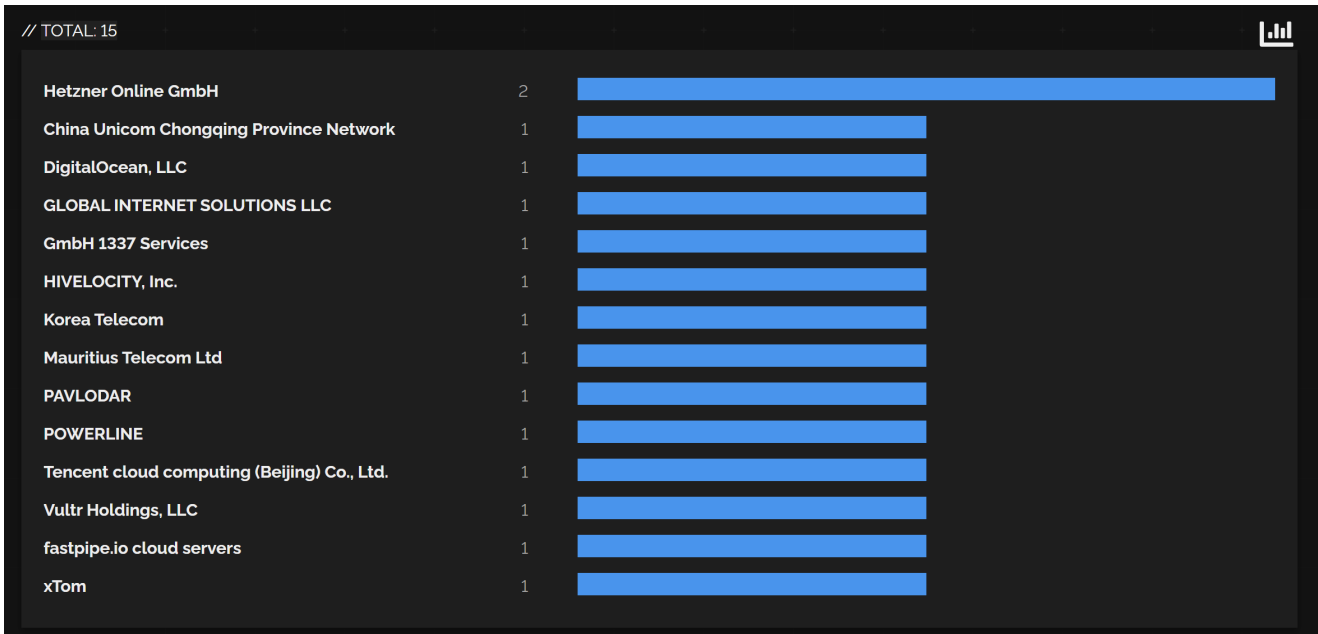 // TOTAL: 15
Hetzner Online GmbH 2
China Unicom Chongqing Province Network 1
DigitalOcean, LLC 1
GLOBAL INTERNET SOLUTIONS LLC 1
GmbH 1337 Services 1
HIVELOCITY, Inc. 1
Korea Telecom 1
Mauritius Telecom Ltd 1
PAVLODAR 1
POWERLINE 1
Tencent cloud computing (Beijing) Co., Ltd. 1
Vultr Holdings, LLC 1
fastpipe.io cloud servers 1
xTom 1